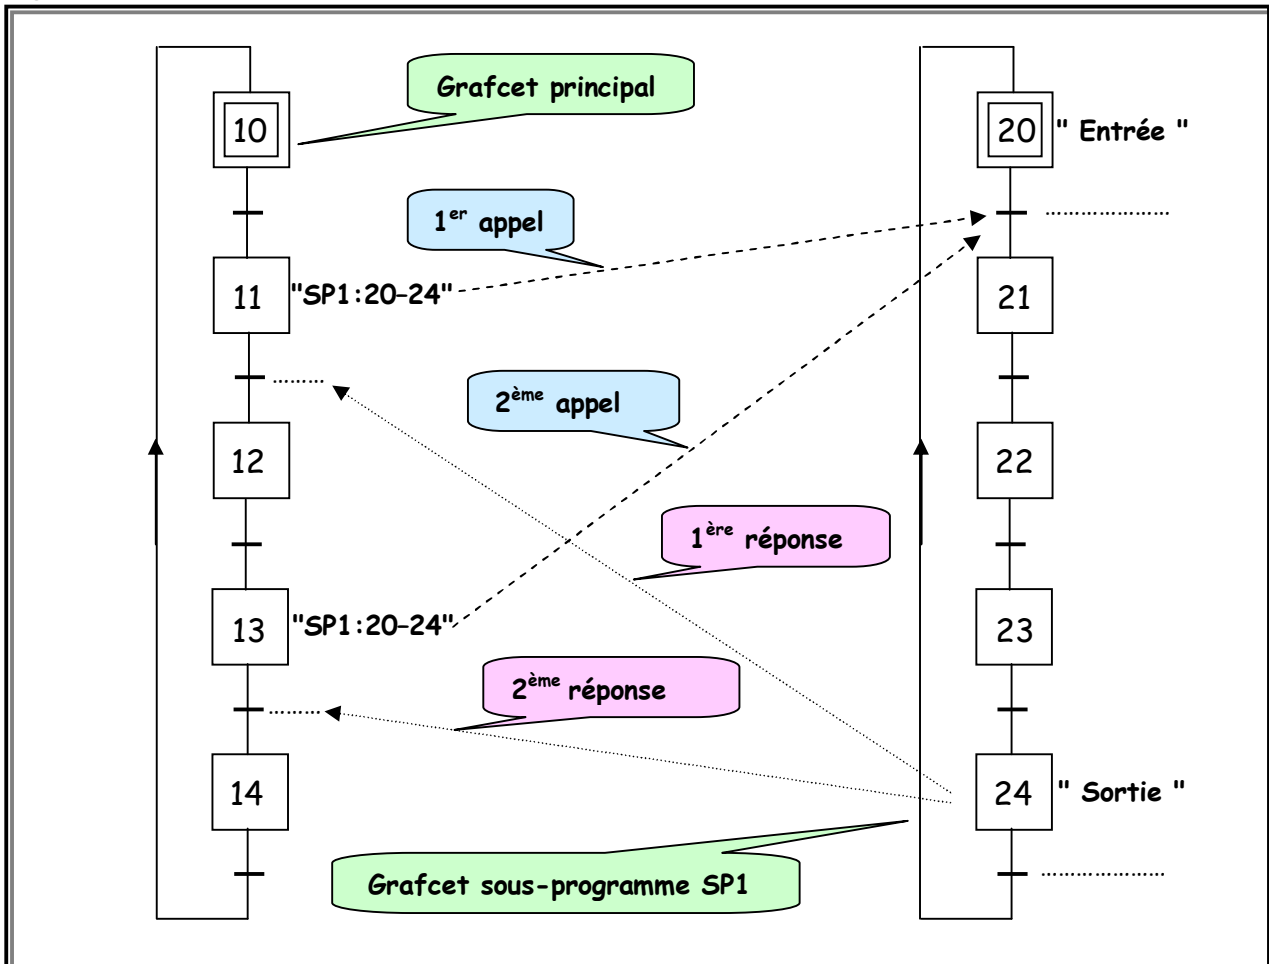 Grafcet principal
10
20 " Entrée "
1er appel
....................
11 "SP1:20–24"
21
.........
2ème appel
12
22
1ère réponse
13 "SP1:20–24"
23
2ème réponse
.........
14
24 " Sortie "
Grafcet sous-programme SP1
....................